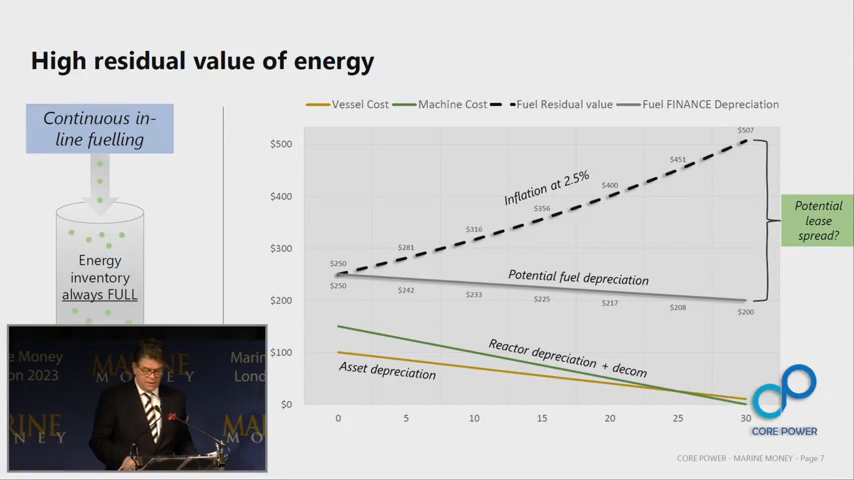 High residual value of energy
Continuous in-
line fuelling
Energy
inventory
always FULL
Vessel Cost
Machine Cost
Fuel Residual value
Fuel FINANCE Depreciation
$500
$400
$300
$200
$100
$0
0
5
10
15
20
25
30
$250
$281
$316
$356
$400
$451
$507
Inflation at 2.5%
$250
$242
$233
$225
$217
$208
$200
Potential fuel depreciation
Reactor depreciation + decom
Asset depreciation
Potential
lease
spread?
CORE POWER
CORE POWER - MARINE MONEY - Page 7
e Money
on 2023
MARINE
MONEY
Marine
Lond